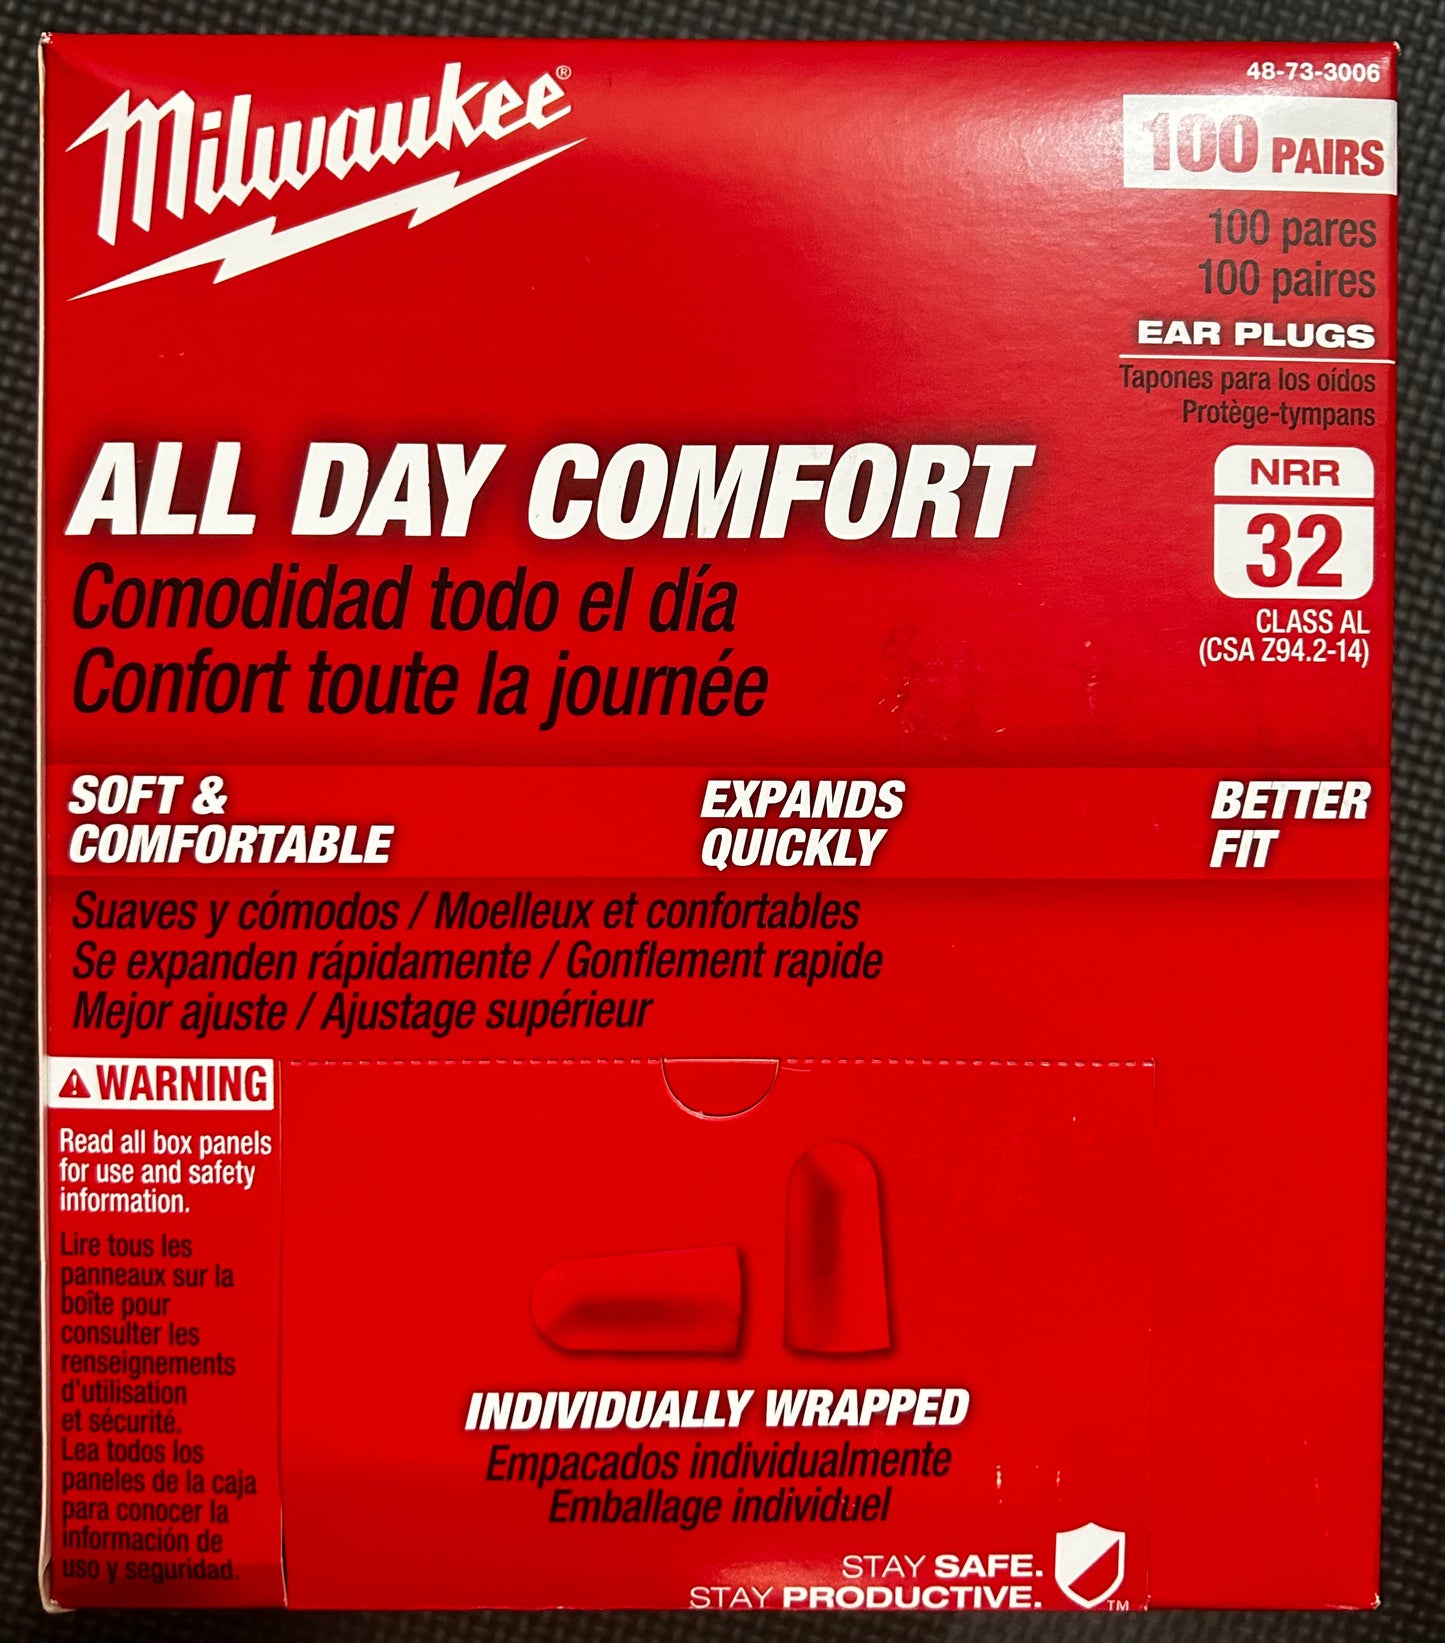 Milwaukee®
48-73-3006
100 PAIRS
100 pares
100 paires
EAR PLUGS
Tapones para los oídos
Protège-tympans
NRR
32
CLASS AL
(CSA Z94.2-14)
ALL DAY COMFORT
Comodidad todo el día
Confort toute la journée
SOFT &
COMFORTABLE
EXPANDS
QUICKLY
BETTER
FIT
Suaves y cómodos / Moelleux et confortables
Se expanden rápidamente / Gonflement rapide
Mejor ajuste / Ajustage supérieur
WARNING
Read all box panels
for use and safety
information.
Lire tous les
panneaux sur la
boîte pour
consulter les
renseignements
d'utilisation
et sécurité.
Lea todos los
paneles de la caja
para conocer la
información de
uso y seguridad.
INDIVIDUALLY WRAPPED
Empacados individualmente
Emballage individuel
STAY SAFE.
STAY PRODUCTIVE.
TM